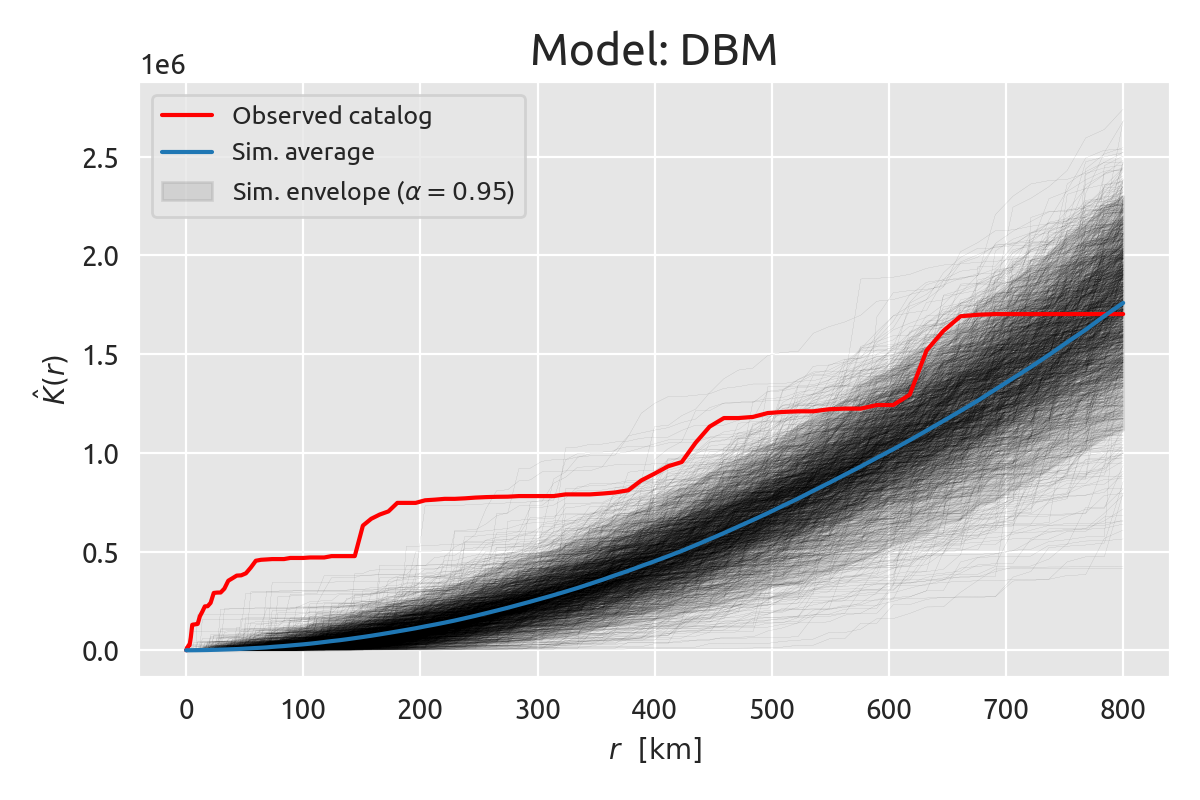 Model: DBM
1e6
Observed catalog
Sim. average
Sim. envelope (α = 0.95)
2.5
2.0
1.5
1.0
0.5
0.0
K̂(r)
0 100 200 300 400 500 600 700 800
r [km]